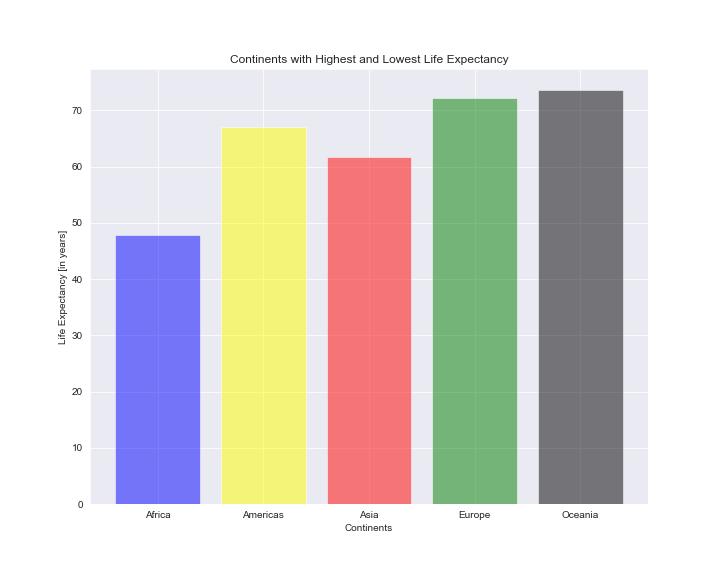 Continents with Highest and Lowest Life Expectancy
Life Expectancy [in years]
70
60
50
40
30
20
10
0
Africa Americas Asia Europe Oceania
Continents